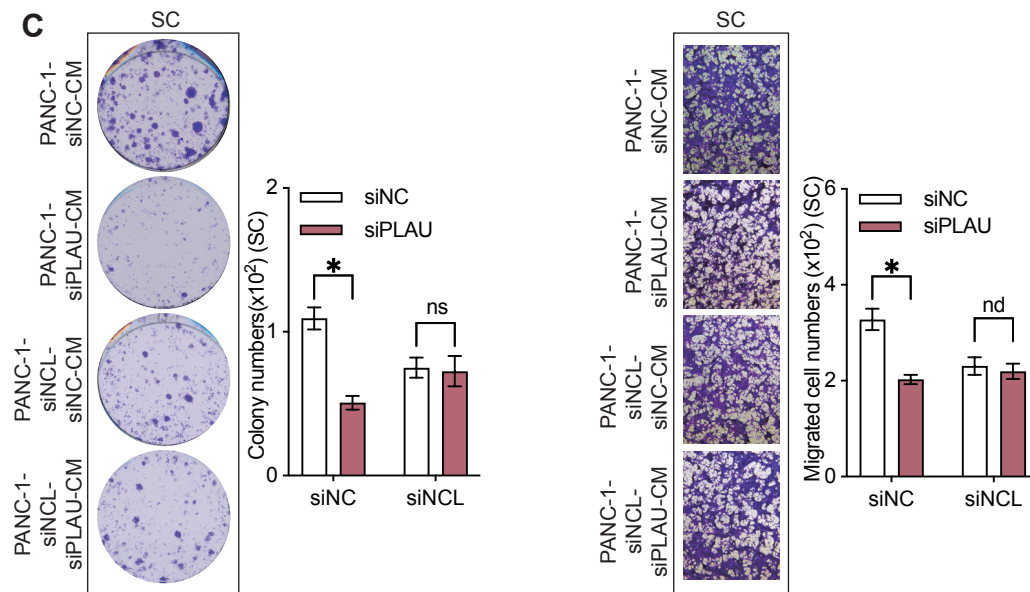 C
SC
PANC-1-
siNC-CM
PANC-1-
siPLAU-CM
PANC-1-
siNCL-
siNC-CM
PANC-1-
siNCL-
siPLAU-CM
Colony numbers(x10²) (SC)
2
1
0
siNC
siPLAU
*
ns
siNC
siNCL
SC
PANC-1-
siNC-CM
PANC-1-
siPLAU-CM
PANC-1-
siNCL-
siNC-CM
PANC-1-
siNCL-
siPLAU-CM
Migrated cell numbers (x10²) (SC)
6
4
2
0
siNC
siPLAU
*
nd
siNC
siNCL